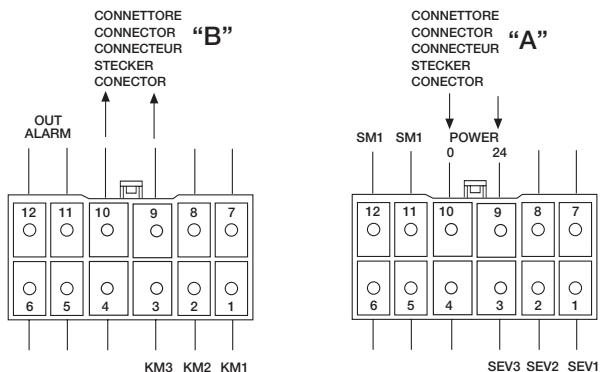 CONNETTORE
CONNECTOR
CONNECTEUR
STECKER
CONECTOR
“B”
OUT
ALARM
12 11 10 9 8 7
6 5 4 3 2 1
KM3 KM2 KM1
CONNETTORE
CONNECTOR
CONNECTEUR
STECKER
CONECTOR
“A”
SM1 SM1 POWER
0 24
12 11 10 9 8 7
6 5 4 3 2 1
SEV3 SEV2 SEV1